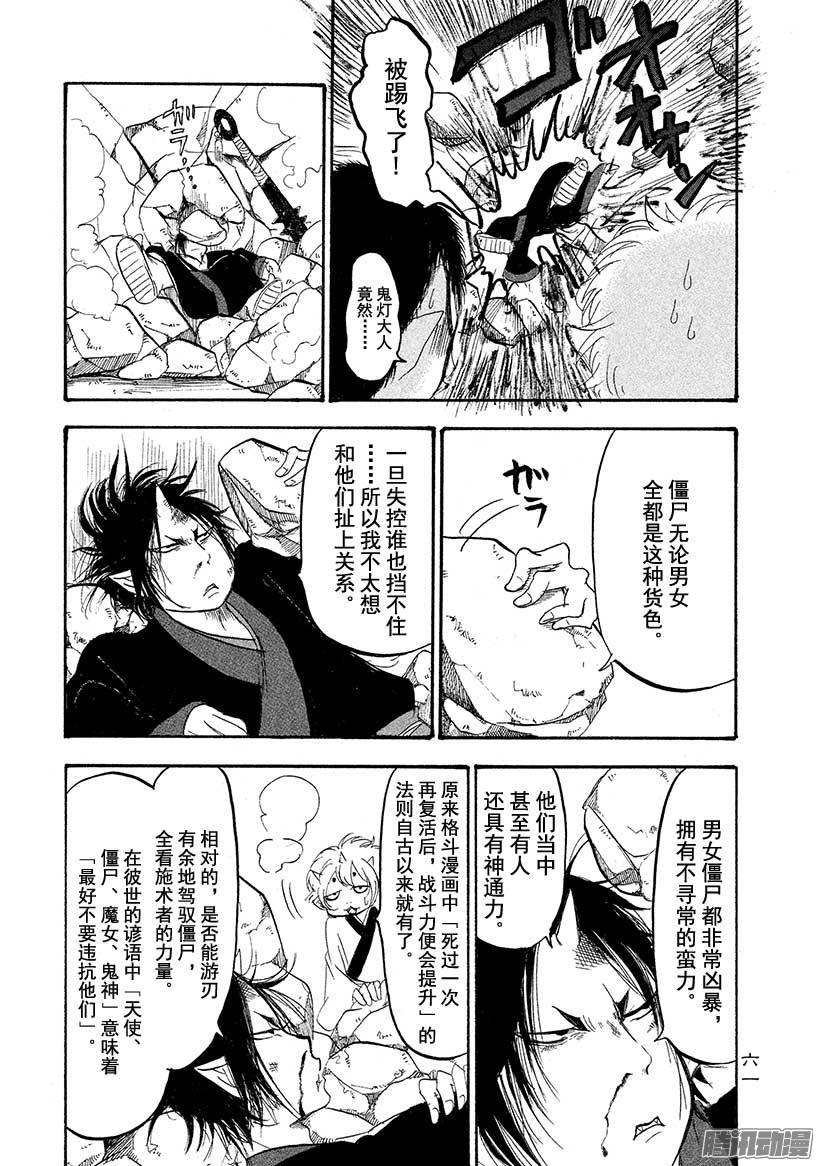 ゴオオオ
被踢飞了！
鬼灯大人
竟然……
ガラ…
僵尸无论男女
全都是这种货色。
ガラ
一旦失控谁也挡不住
……所以我不太想
和他们扯上关系。
男女僵尸都非常凶暴，
拥有不寻常的蛮力。
他们当中
甚至有人
还具有神通力。
原来格斗漫画中「死过一次
再复活后，战斗力便会提升」的
法则自古以来就有了。
相对的，是否能游刃
有余地驾驭僵尸，
全看施术者的力量。
在彼世的谚语中「天使、
僵尸、魔女、鬼神」意味着
「最好不要违抗他们」。
六一
腾讯动漫